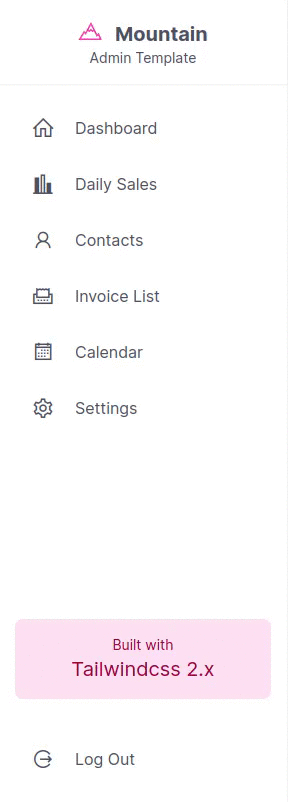 Mountain
Admin Template
Dashboard
Daily Sales
Contacts
Invoice List
Calendar
Settings
Built with
Tailwindcss 2.x
Log Out